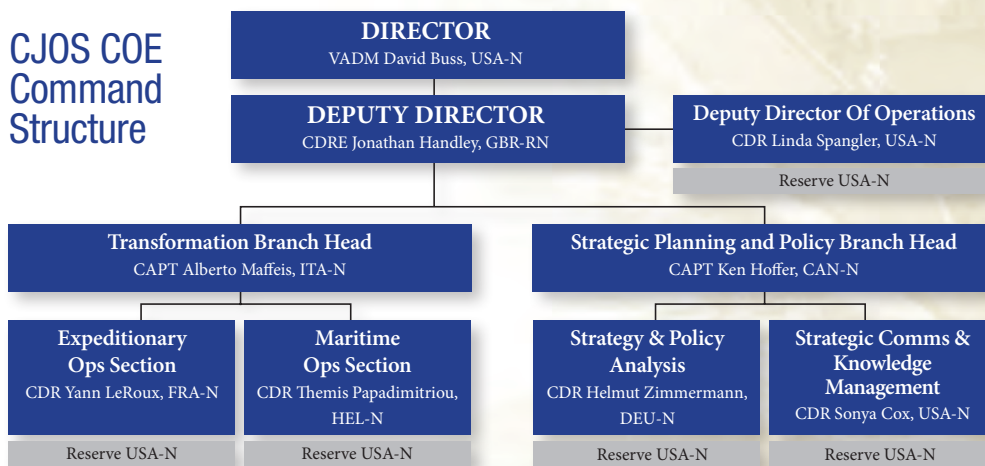 CJOS COE
Command
Structure
DIRECTOR
VADM David Buss, USA-N
DEPUTY DIRECTOR
CDRE Jonathan Handley, GBR-RN
Deputy Director Of Operations
CDR Linda Spangler, USA-N
Reserve USA-N
Transformation Branch Head
CAPT Alberto Maffeis, ITA-N
Strategic Planning and Policy Branch Head
CAPT Ken Hoffer, CAN-N
Expeditionary
Ops Section
CDR Yann LeRoux, FRA-N
Reserve USA-N
Maritime
Ops Section
CDR Themis Papadimitriou,
HEL-N
Reserve USA-N
Strategy & Policy
Analysis
CDR Helmut Zimmermann,
DEU-N
Reserve USA-N
Strategic Comms &
Knowledge
Management
CDR Sonya Cox, USA-N
Reserve USA-N